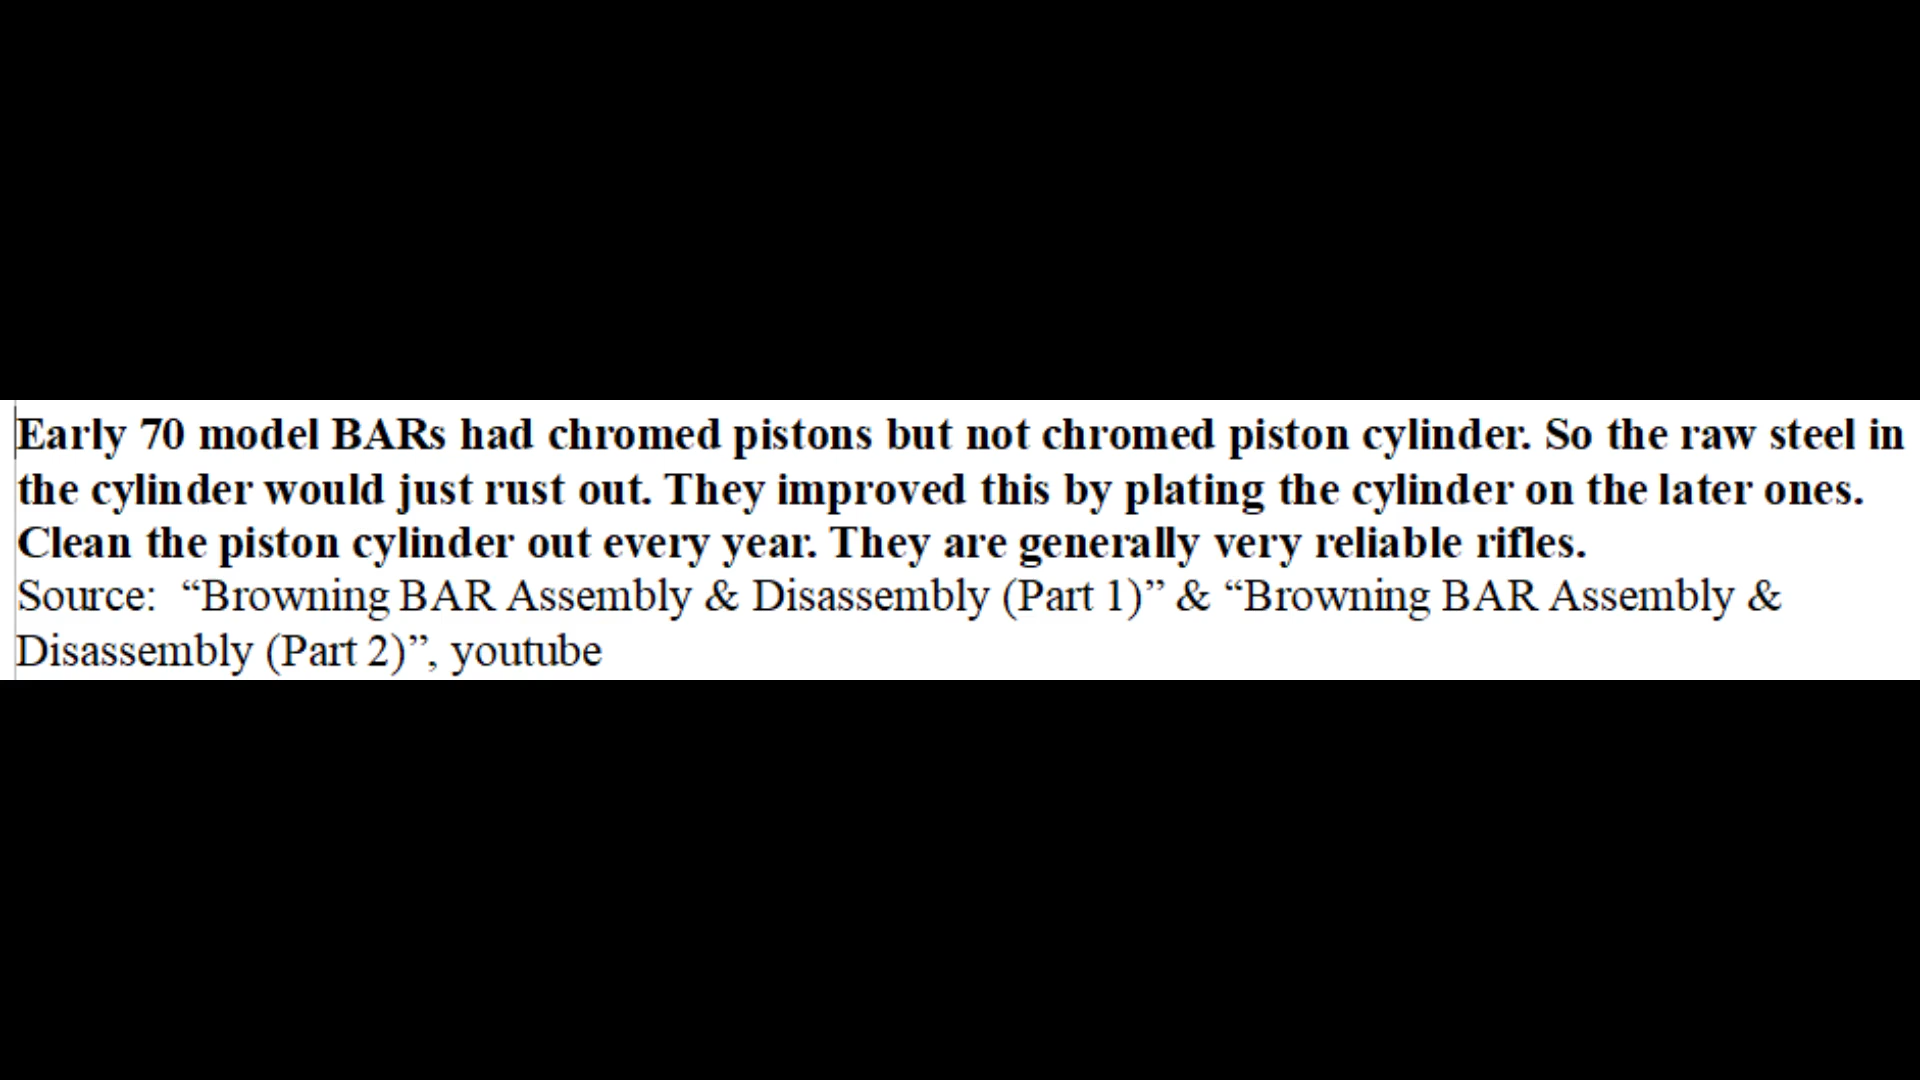 Early 70 model BARs had chromed pistons but not chromed piston cylinder. So the raw steel in
the cylinder would just rust out. They improved this by plating the cylinder on the later ones.
Clean the piston cylinder out every year. They are generally very reliable rifles.
Source:  “Browning BAR Assembly & Disassembly (Part 1)” & “Browning BAR Assembly &
Disassembly (Part 2)”, youtube